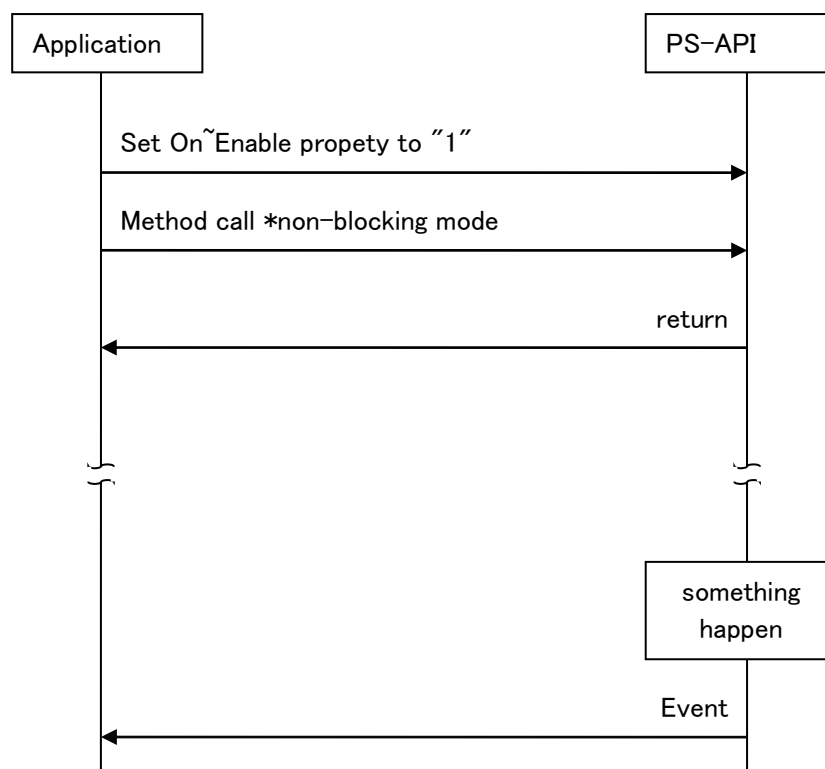 Application
PS-API
Set On~Enable propety to "1"
Method call *non-blocking mode
return
something
happen
Event